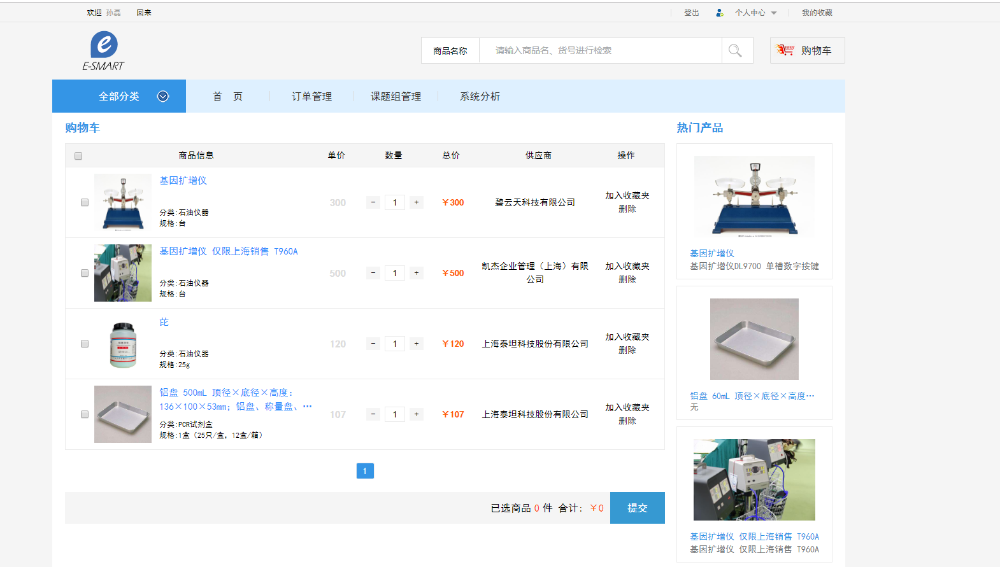 欢迎 孙磊 回来
登出 个人中心 我的收藏
e
E-SMART
商品名称 请输入商品名、货号进行检索
购物车
全部分类 首 页 订单管理 课题组管理 系统分析
购物车
商品信息 单价 数量 总价 供应商 操作
基因扩增仪
分类:石油仪器
规格:台
300 - 1 + ￥300
碧云天科技有限公司
加入收藏夹
删除
基因扩增仪 仅限上海销售 T960A
分类:石油仪器
规格:台
500 - 1 + ￥500
凯杰企业管理（上海）有限
公司
加入收藏夹
删除
芘
分类:石油仪器
规格:25g
120 - 1 + ￥120
上海泰坦科技股份有限公司
加入收藏夹
删除
铝盘 500mL 顶径×底径×高度：
136×100×53mm；铝盘、称量盘、…
分类:PCR试剂盒
规格:1盒（25只/盒，12盒/箱）
107 - 1 + ￥107
上海泰坦科技股份有限公司
加入收藏夹
删除
1
已选商品 0 件 合计： ￥0 提交
热门产品
基因扩增仪
基因扩增仪DL9700 单槽数字按键
铝盘 60mL 顶径×底径×高度…
无
基因扩增仪 仅限上海销售 T960A
基因扩增仪 仅限上海销售 T960A